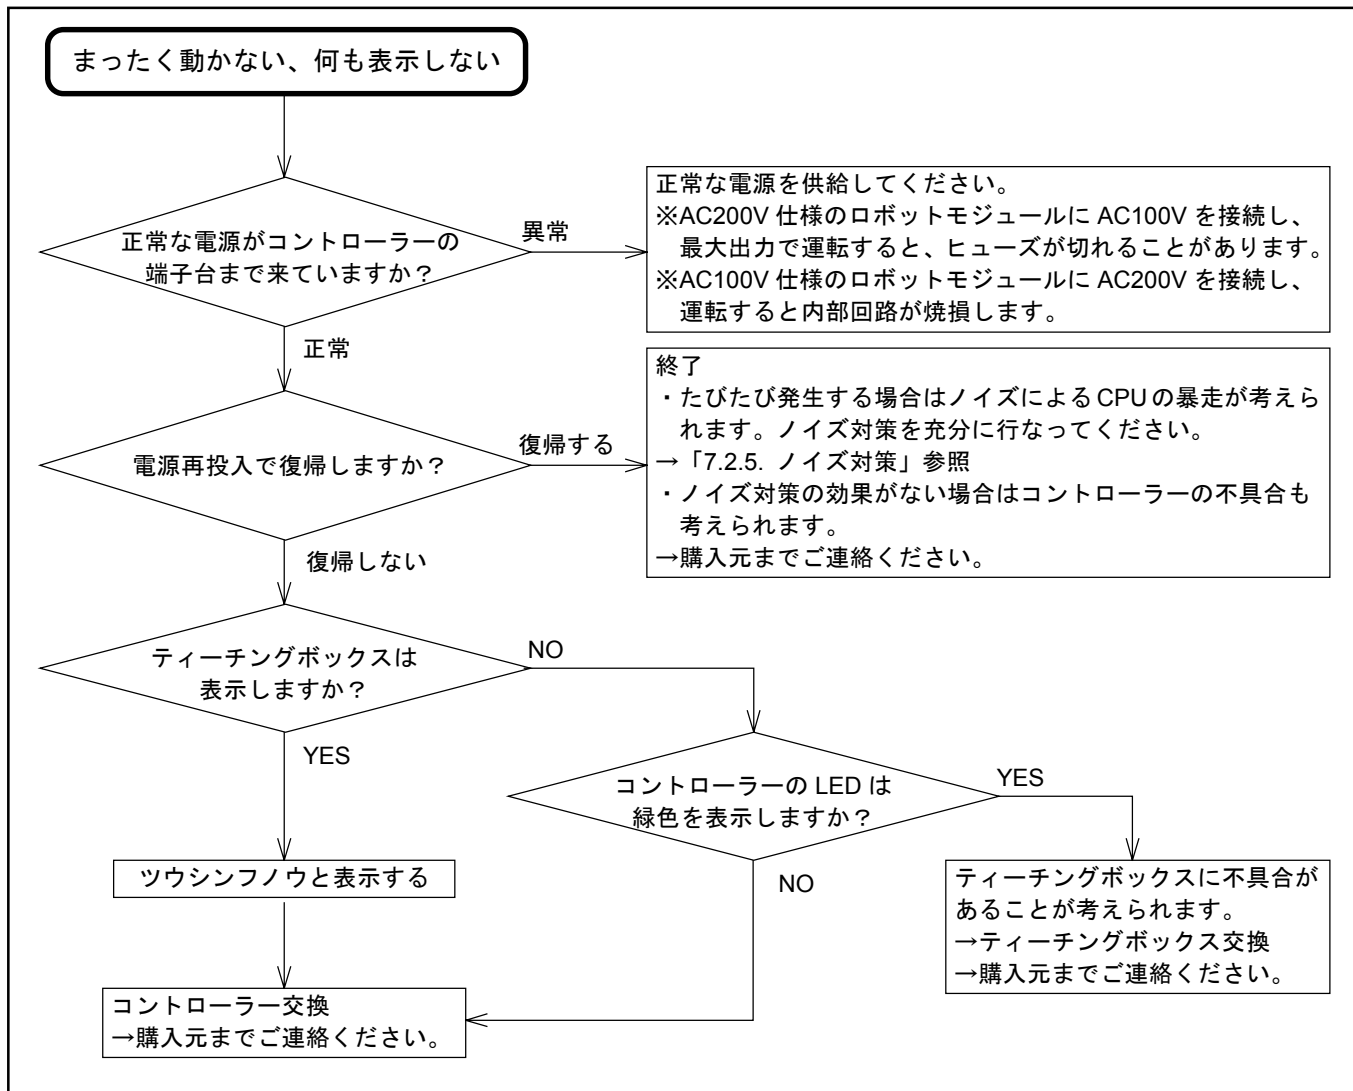 まったく動かない、何も表示しない
正常な電源がコントローラーの
端子台まで来ていますか？
異常
正常な電源を供給してください。
※AC200V 仕様のロボットモジュールに AC100V を接続し、
最大出力で運転すると、ヒューズが切れることがあります。
※AC100V 仕様のロボットモジュールに AC200V を接続し、
運転すると内部回路が焼損します。
正常
電源再投入で復帰しますか？
復帰する
終了
・たびたび発生する場合はノイズによるCPUの暴走が考えら
れます。ノイズ対策を充分に行なってください。
→「7.2.5. ノイズ対策」参照
・ノイズ対策の効果がない場合はコントローラーの不具合も
考えられます。
→購入元までご連絡ください。
復帰しない
ティーチングボックスは
表示しますか？
NO
YES
コントローラーの LED は
緑色を表示しますか？
YES
NO
ツウシンフノウと表示する
ティーチングボックスに不具合が
あることが考えられます。
→ティーチングボックス交換
→購入元までご連絡ください。
コントローラー交換
→購入元までご連絡ください。